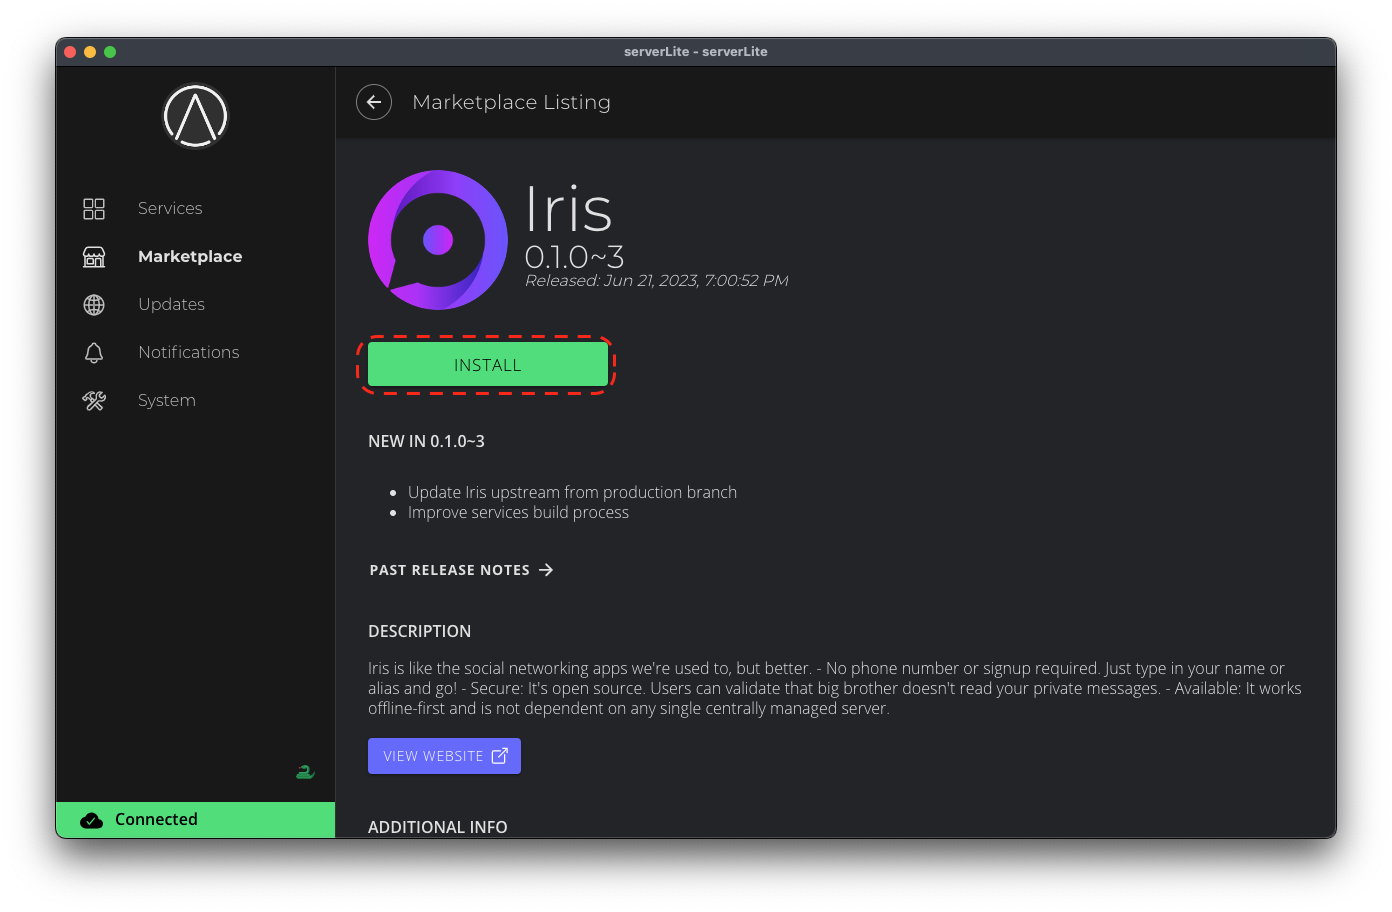 serverLite - serverLite
Marketplace Listing
Services
Marketplace
Updates
Notifications
System
Connected
Iris
0.1.0~3
Released: Jun 21, 2023, 7:00:52 PM
INSTALL
NEW IN 0.1.0~3
Update Iris upstream from production branch
Improve services build process
PAST RELEASE NOTES
DESCRIPTION
Iris is like the social networking apps we're used to, but better. - No phone number or signup required. Just type in your name or
alias and go! - Secure: It's open source. Users can validate that big brother doesn't read your private messages. - Available: It works
offline-first and is not dependent on any single centrally managed server.
VIEW WEBSITE
ADDITIONAL INFO